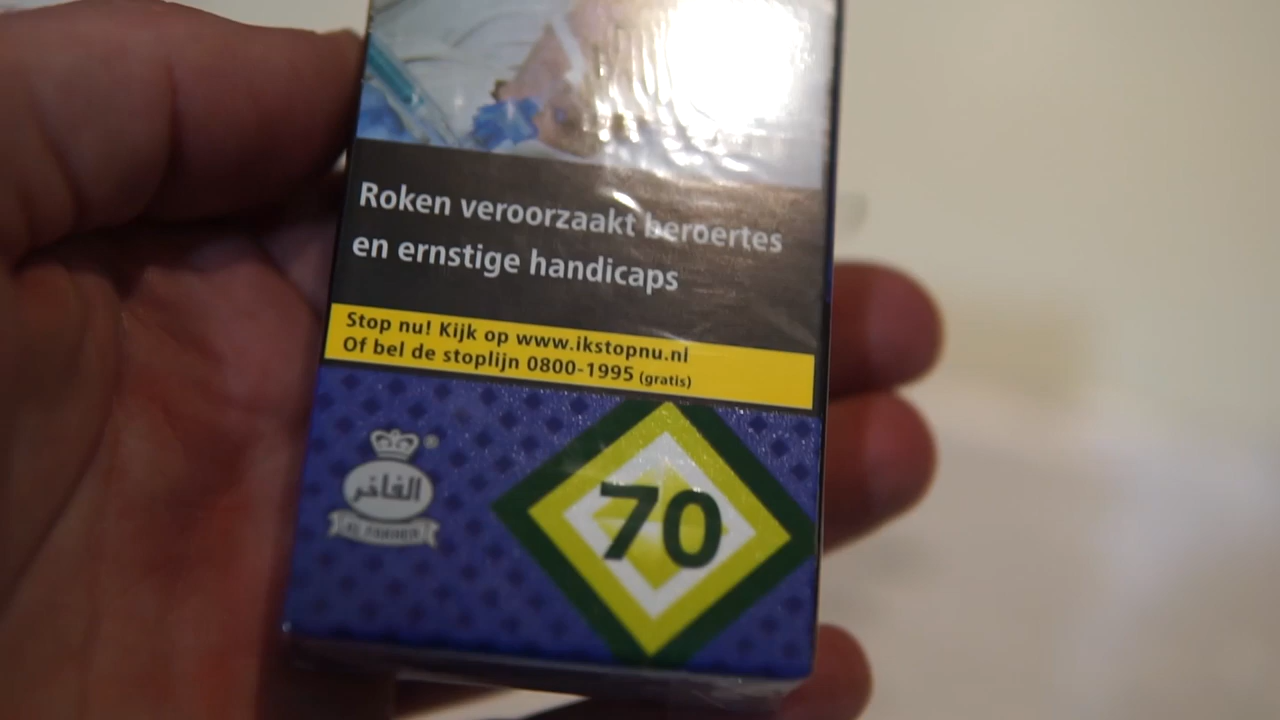 Roken veroorzaakt beroertes
en ernstige handicaps
Stop nu! Kijk op www.ikstopnu.nl
Of bel de stoplijn 0800-1995 (gratis)
®
الفاخر
AL FAKHER
70